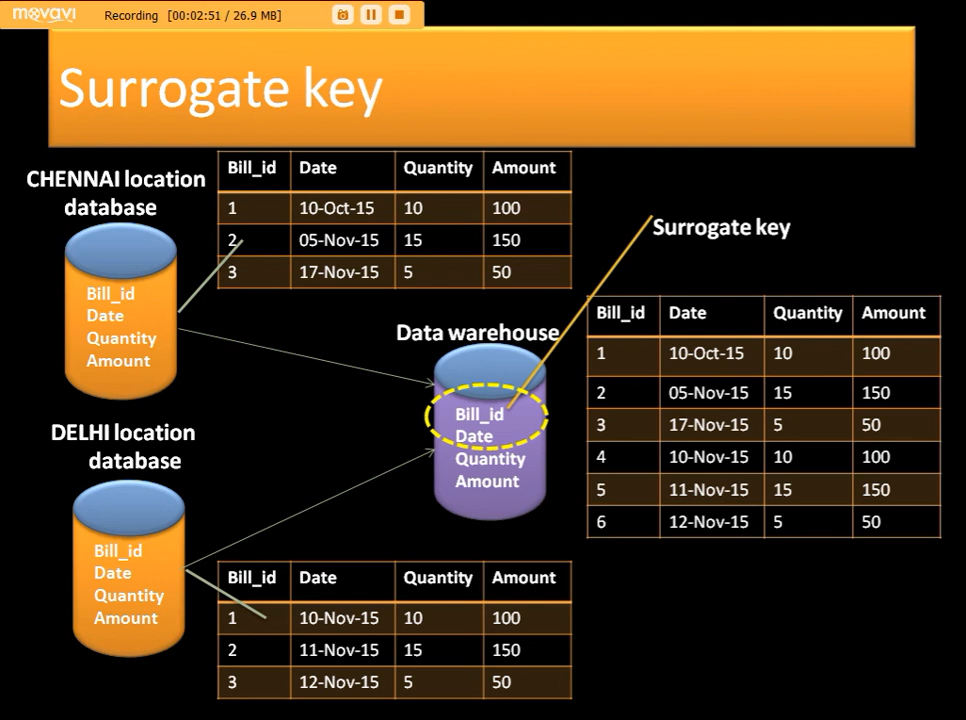 movavi
Recording [00:02:51 / 26.9 MB]
Surrogate key
CHENNAI location
database
Bill_id
Date
Quantity
Amount
Bill_id Date Quantity Amount
1 10-Oct-15 10 100
2 05-Nov-15 15 150
3 17-Nov-15 5 50
Surrogate key
Data warehouse
Bill_id
Date
Quantity
Amount
Bill_id Date Quantity Amount
1 10-Oct-15 10 100
2 05-Nov-15 15 150
3 17-Nov-15 5 50
4 10-Nov-15 10 100
5 11-Nov-15 15 150
6 12-Nov-15 5 50
DELHI location
database
Bill_id
Date
Quantity
Amount
Bill_id Date Quantity Amount
1 10-Nov-15 10 100
2 11-Nov-15 15 150
3 12-Nov-15 5 50